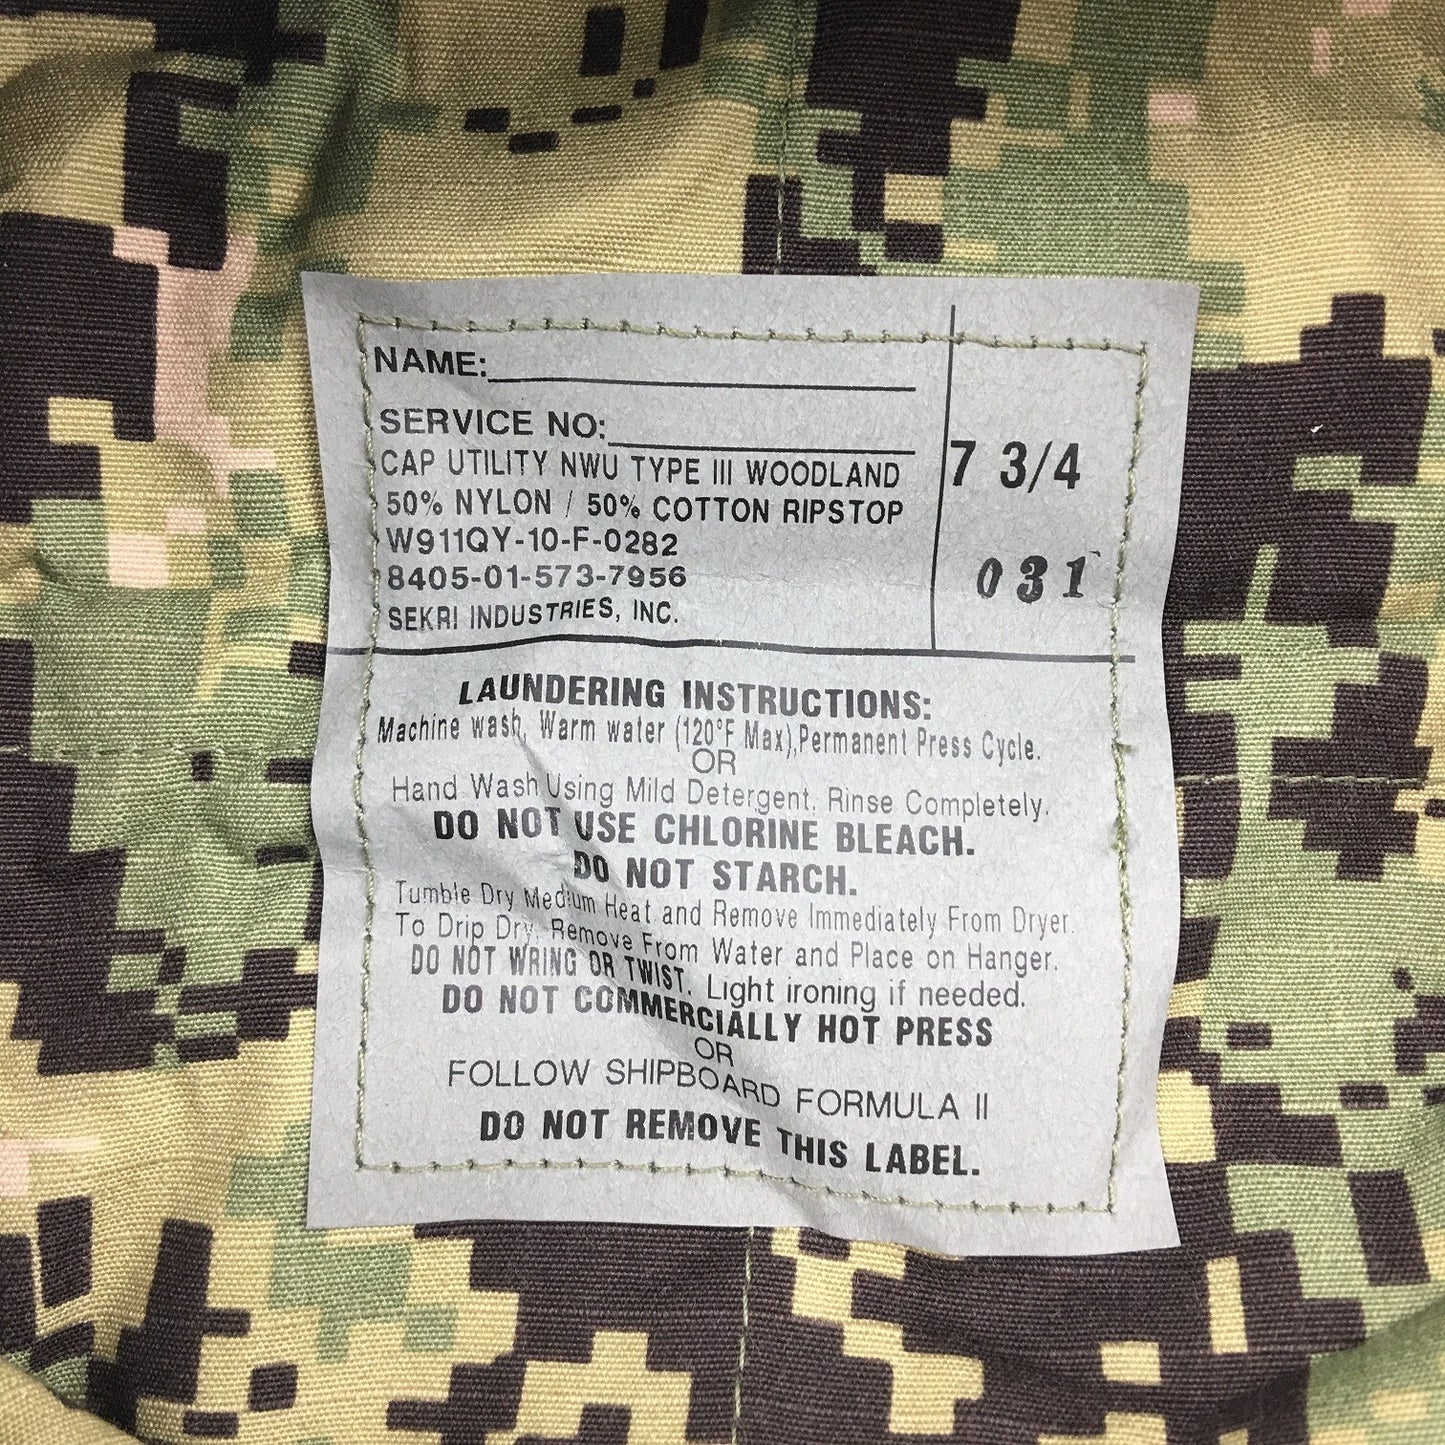 NAME:
SERVICE NO:
CAP UTILITY NWU TYPE III WOODLAND
50% NYLON / 50% COTTON RIPSTOP
W911QY-10-F-0282
8405-01-573-7956
SEKRI INDUSTRIES, INC.
7 3/4
031
LAUNDERING INSTRUCTIONS:
Machine wash, Warm water (120°F Max),Permanent Press Cycle.
OR
Hand Wash Using Mild Detergent, Rinse Completely.
DO NOT USE CHLORINE BLEACH.
DO NOT STARCH.
Tumble Dry Medium Heat and Remove Immediately From Dryer.
To Drip Dry, Remove From Water and Place on Hanger.
DO NOT WRING OR TWIST. Light ironing if needed.
DO NOT COMMERCIALLY HOT PRESS
OR
FOLLOW SHIPBOARD FORMULA II
DO NOT REMOVE THIS LABEL.